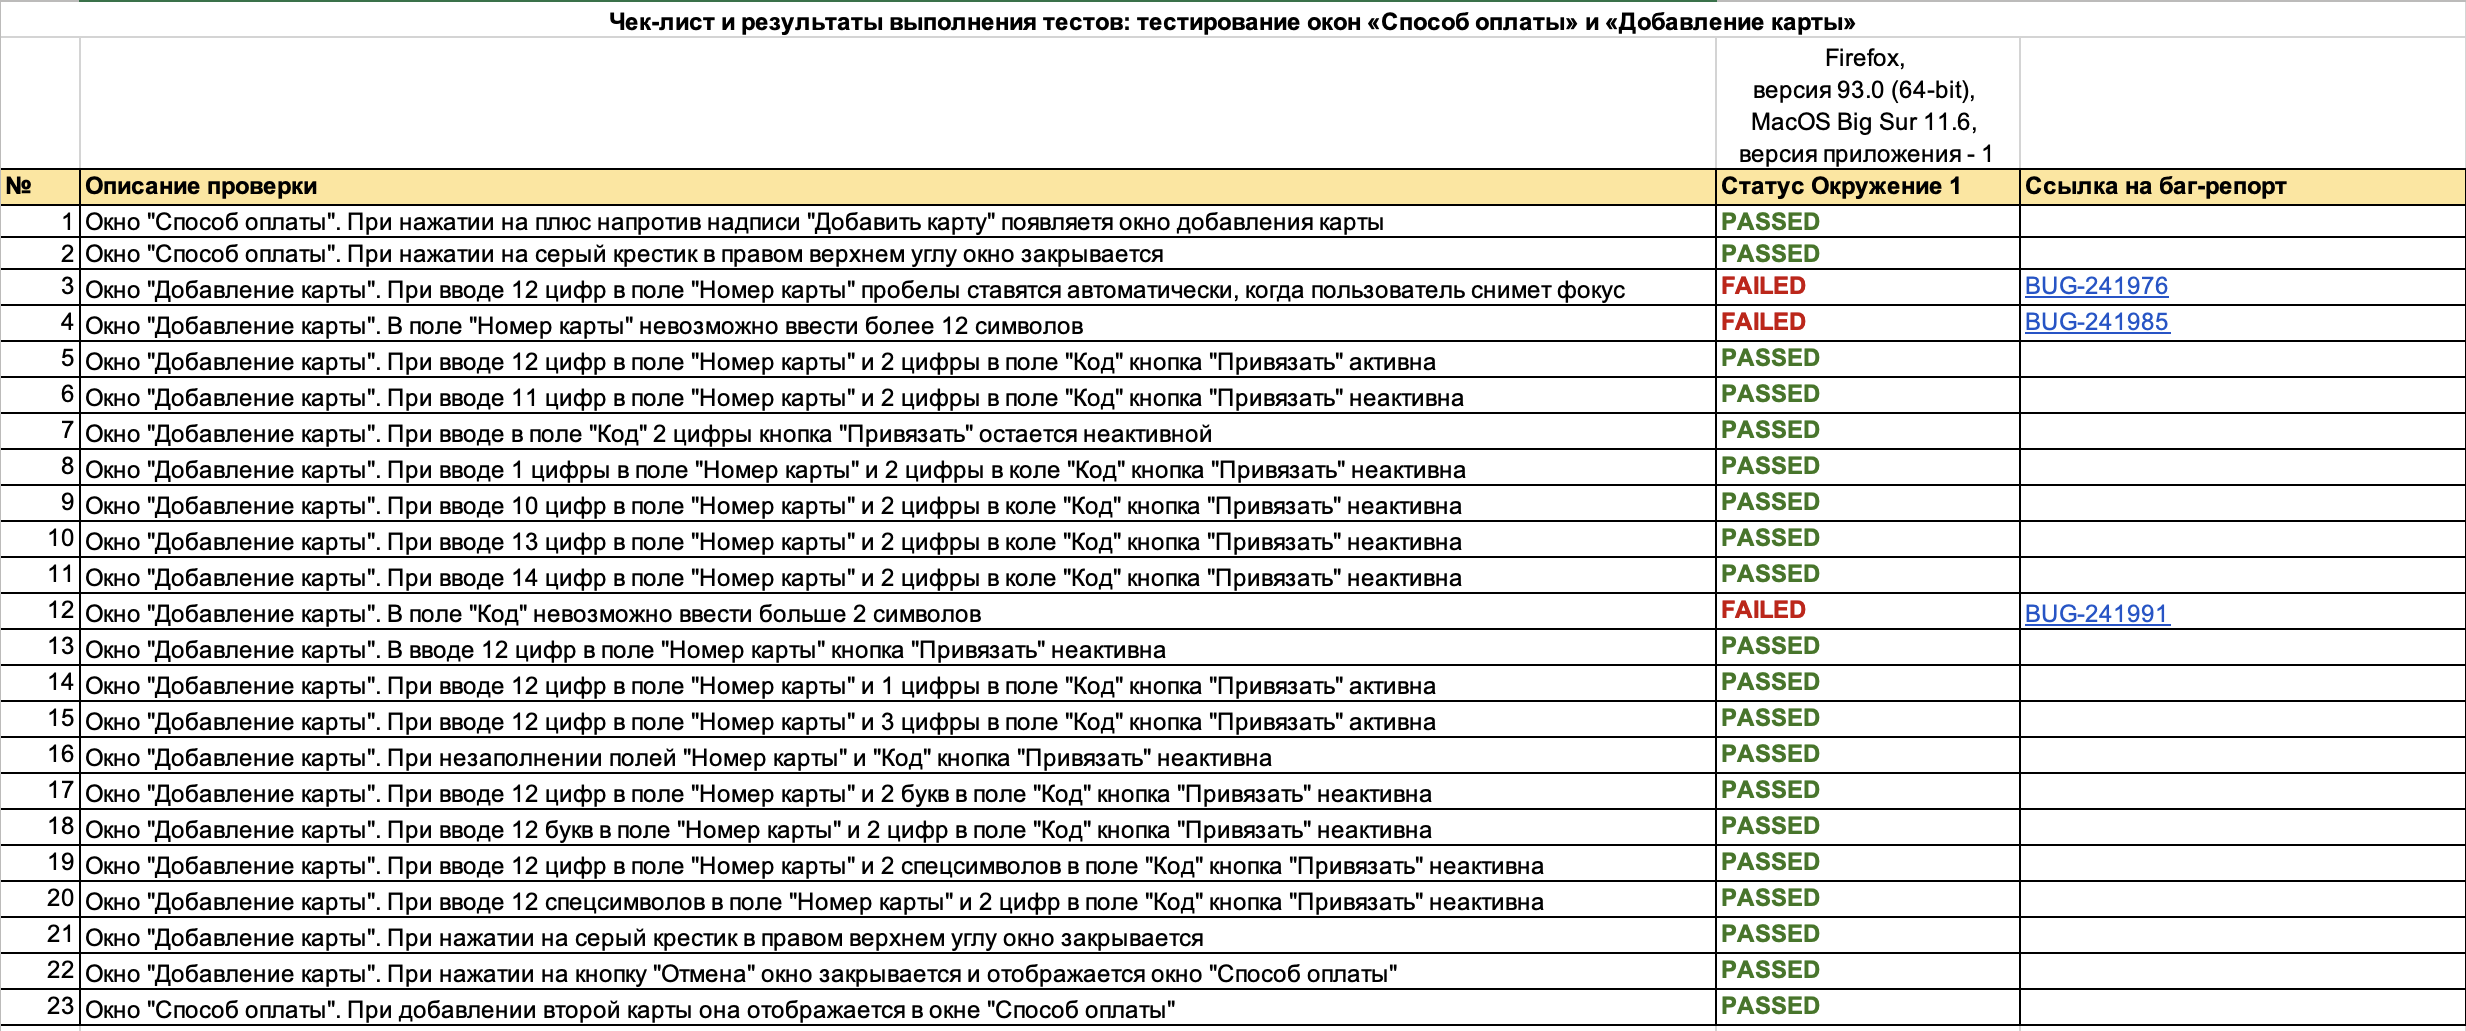 Чек-лист и результаты выполнения тестов: тестирование окон «Способ оплаты» и «Добавление карты»
Firefox,
версия 93.0 (64-bit),
MacOS Big Sur 11.6,
версия приложения - 1
№ Описание проверки Статус Окружение 1 Ссылка на баг-репорт
1 Окно "Способ оплаты". При нажатии на плюс напротив надписи "Добавить карту" появляетя окно добавления карты PASSED
2 Окно "Способ оплаты". При нажатии на серый крестик в правом верхнем углу окно закрывается PASSED
3 Окно "Добавление карты". При вводе 12 цифр в поле "Номер карты" пробелы ставятся автоматически, когда пользователь снимет фокус FAILED BUG-241976
4 Окно "Добавление карты". В поле "Номер карты" невозможно ввести более 12 символов FAILED BUG-241985
5 Окно "Добавление карты". При вводе 12 цифр в поле "Номер карты" и 2 цифры в поле "Код" кнопка "Привязать" активна PASSED
6 Окно "Добавление карты". При вводе 11 цифр в поле "Номер карты" и 2 цифры в поле "Код" кнопка "Привязать" неактивна PASSED
7 Окно "Добавление карты". При вводе в поле "Код" 2 цифры кнопка "Привязать" остается неактивной PASSED
8 Окно "Добавление карты". При вводе 1 цифры в поле "Номер карты" и 2 цифры в коле "Код" кнопка "Привязать" неактивна PASSED
9 Окно "Добавление карты". При вводе 10 цифр в поле "Номер карты" и 2 цифры в коле "Код" кнопка "Привязать" неактивна PASSED
10 Окно "Добавление карты". При вводе 13 цифр в поле "Номер карты" и 2 цифры в коле "Код" кнопка "Привязать" неактивна PASSED
11 Окно "Добавление карты". При вводе 14 цифр в поле "Номер карты" и 2 цифры в коле "Код" кнопка "Привязать" неактивна PASSED
12 Окно "Добавление карты". В поле "Код" невозможно ввести больше 2 символов FAILED BUG-241991
13 Окно "Добавление карты". В вводе 12 цифр в поле "Номер карты" кнопка "Привязать" неактивна PASSED
14 Окно "Добавление карты". При вводе 12 цифр в поле "Номер карты" и 1 цифры в поле "Код" кнопка "Привязать" активна PASSED
15 Окно "Добавление карты". При вводе 12 цифр в поле "Номер карты" и 3 цифры в поле "Код" кнопка "Привязать" активна PASSED
16 Окно "Добавление карты". При незаполнении полей "Номер карты" и "Код" кнопка "Привязать" неактивна PASSED
17 Окно "Добавление карты". При вводе 12 цифр в поле "Номер карты" и 2 букв в поле "Код" кнопка "Привязать" неактивна PASSED
18 Окно "Добавление карты". При вводе 12 букв в поле "Номер карты" и 2 цифр в поле "Код" кнопка "Привязать" неактивна PASSED
19 Окно "Добавление карты". При вводе 12 цифр в поле "Номер карты" и 2 спецсимволов в поле "Код" кнопка "Привязать" неактивна PASSED
20 Окно "Добавление карты". При вводе 12 спецсимволов в поле "Номер карты" и 2 цифр в поле "Код" кнопка "Привязать" неактивна PASSED
21 Окно "Добавление карты". При нажатии на серый крестик в правом верхнем углу окно закрывается PASSED
22 Окно "Добавление карты". При нажатии на кнопку "Отмена" окно закрывается и отображается окно "Способ оплаты" PASSED
23 Окно "Способ оплаты". При добавлении второй карты она отображается в окне "Способ оплаты" PASSED